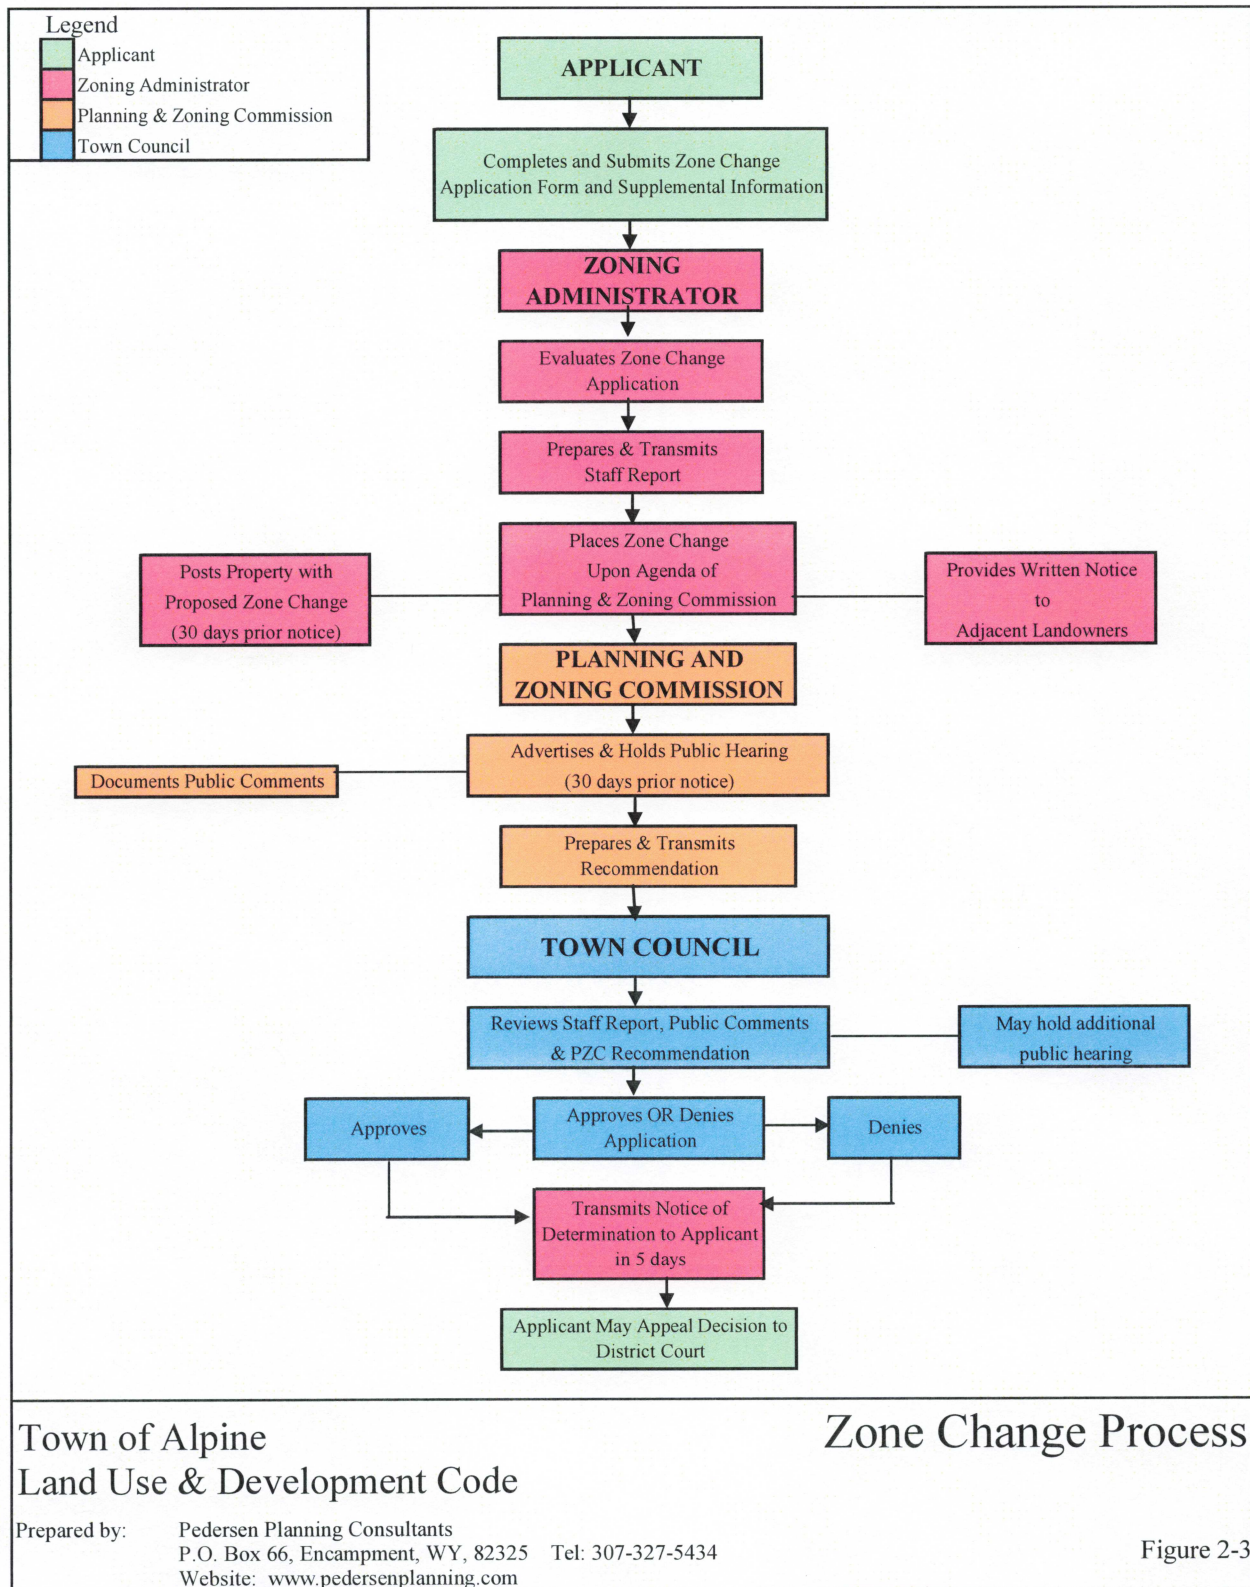 Legend
Applicant
Zoning Administrator
Planning & Zoning Commission
Town Council
APPLICANT
Completes and Submits Zone Change
Application Form and Supplemental Information
ZONING
ADMINISTRATOR
Evaluates Zone Change
Application
Prepares & Transmits
Staff Report
Places Zone Change
Upon Agenda of
Planning & Zoning Commission
Posts Property with
Proposed Zone Change
(30 days prior notice)
Provides Written Notice
to
Adjacent Landowners
PLANNING AND
ZONING COMMISSION
Advertises & Holds Public Hearing
(30 days prior notice)
Documents Public Comments
Prepares & Transmits
Recommendation
TOWN COUNCIL
Reviews Staff Report, Public Comments
& PZC Recommendation
May hold additional
public hearing
Approves
Approves OR Denies
Application
Denies
Transmits Notice of
Determination to Applicant
in 5 days
Applicant May Appeal Decision to
District Court
Town of Alpine
Land Use & Development Code
Zone Change Process
Prepared by: Pedersen Planning Consultants
P.O. Box 66, Encampment, WY, 82325 Tel: 307-327-5434
Website: www.pedersenplanning.com
Figure 2-3